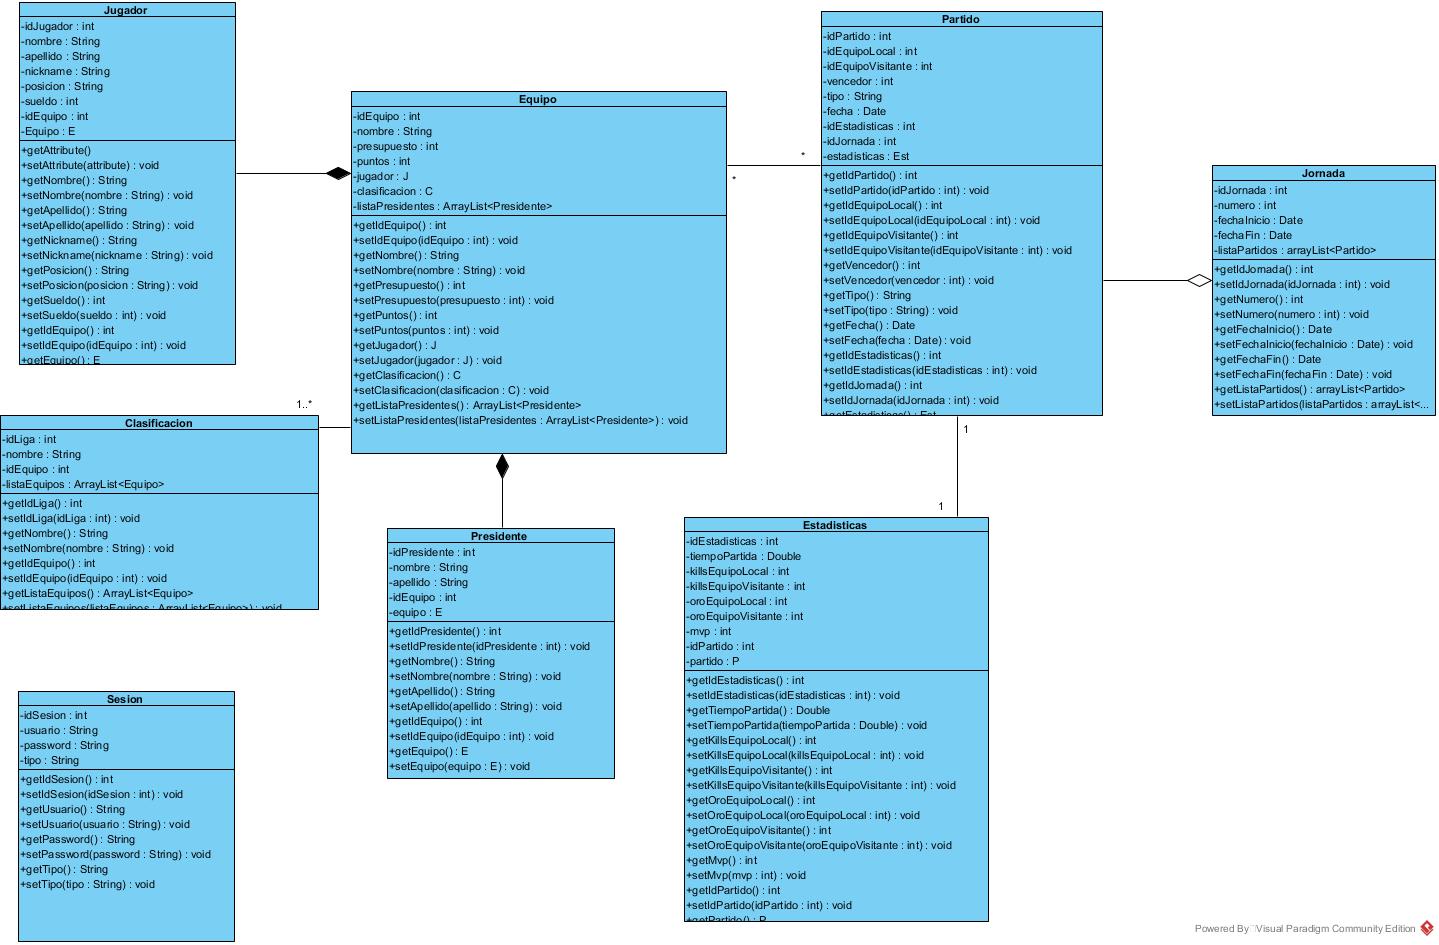 Jugador
-idJugador : int
-nombre : String
-apellido : String
-nickname : String
-posicion : String
-sueldo : int
-idEquipo : int
-Equipo : E
+getAttribute()
+setAttribute(attribute) : void
+getNombre() : String
+setNombre(nombre : String) : void
+getApellido() : String
+setApellido(apellido : String) : void
+getNickname() : String
+setNickname(nickname : String) : void
+getPosicion() : String
+setPosicion(posicion : String) : void
+getSueldo() : int
+setSueldo(sueldo : int) : void
+getIdEquipo() : int
+setIdEquipo(idEquipo : int) : void
+getEquipo() : E
Equipo
-idEquipo : int
-nombre : String
-presupuesto : int
-puntos : int
-jugador : J
-clasificacion : C
-listaPresidentes : ArrayList<Presidente>
+getIdEquipo() : int
+setIdEquipo(idEquipo : int) : void
+getNombre() : String
+setNombre(nombre : String) : void
+getPresupuesto() : int
+setPresupuesto(presupuesto : int) : void
+getPuntos() : int
+setPuntos(puntos : int) : void
+getJugador() : J
+setJugador(jugador : J) : void
+getClasificacion() : C
+setClasificacion(clasificacion : C) : void
+getListaPresidentes() : ArrayList<Presidente>
+setListaPresidentes(listaPresidentes : ArrayList<Presidente>) : void
*
*
Partido
-idPartido : int
-idEquipoLocal : int
-idEquipoVisitante : int
-vencedor : int
-tipo : String
-fecha : Date
-idEstadisticas : int
-idJornada : int
-estadisticas : Est
+getIdPartido() : int
+setIdPartido(idPartido : int) : void
+getIdEquipoLocal() : int
+setIdEquipoLocal(idEquipoLocal : int) : void
+getIdEquipoVisitante() : int
+setIdEquipoVisitante(idEquipoVisitante : int) : void
+getVencedor() : int
+setVencedor(vencedor : int) : void
+getTipo() : String
+setTipo(tipo : String) : void
+getFecha() : Date
+setFecha(fecha : Date) : void
+getIdEstadisticas() : int
+setIdEstadisticas(idEstadisticas : int) : void
+getIdJornada() : int
+setIdJornada(idJornada : int) : void
+getEstadisticas() : Est
Jornada
-idJornada : int
-numero : int
-fechaInicio : Date
-fechaFin : Date
-listaPartidos : arrayList<Partido>
+getIdJornada() : int
+setIdJornada(idJornada : int) : void
+getNumero() : int
+setNumero(numero : int) : void
+getFechaInicio() : Date
+setFechaInicio(fechaInicio : Date) : void
+getFechaFin() : Date
+setFechaFin(fechaFin : Date) : void
+getListaPartidos() : arrayList<Partido>
+setListaPartidos(listaPartidos : arrayList<...
1..*
Clasificacion
-idLiga : int
-nombre : String
-idEquipo : int
-listaEquipos : ArrayList<Equipo>
+getIdLiga() : int
+setIdLiga(idLiga : int) : void
+getNombre() : String
+setNombre(nombre : String) : void
+getIdEquipo() : int
+setIdEquipo(idEquipo : int) : void
+getListaEquipos() : ArrayList<Equipo>
+setListaEquipos(listaEquipos : ArrayList<Equipo>) : void
Presidente
-idPresidente : int
-nombre : String
-apellido : String
-idEquipo : int
-equipo : E
+getIdPresidente() : int
+setIdPresidente(idPresidente : int) : void
+getNombre() : String
+setNombre(nombre : String) : void
+getApellido() : String
+setApellido(apellido : String) : void
+getIdEquipo() : int
+setIdEquipo(idEquipo : int) : void
+getEquipo() : E
+setEquipo(equipo : E) : void
1
1
Estadisticas
-idEstadisticas : int
-tiempoPartida : Double
-killsEquipoLocal : int
-killsEquipoVisitante : int
-oroEquipoLocal : int
-oroEquipoVisitante : int
-mvp : int
-idPartido : int
-partido : P
+getIdEstadisticas() : int
+setIdEstadisticas(idEstadisticas : int) : void
+getTiempoPartida() : Double
+setTiempoPartida(tiempoPartida : Double) : void
+getKillsEquipoLocal() : int
+setKillsEquipoLocal(killsEquipoLocal : int) : void
+getKillsEquipoVisitante() : int
+setKillsEquipoVisitante(killsEquipoVisitante : int) : void
+getOroEquipoLocal() : int
+setOroEquipoLocal(oroEquipoLocal : int) : void
+getOroEquipoVisitante() : int
+setOroEquipoVisitante(oroEquipoVisitante : int) : void
+getMvp() : int
+setMvp(mvp : int) : void
+getIdPartido() : int
+setIdPartido(idPartido : int) : void
+getPartido() : P
Sesion
-idSesion : int
-usuario : String
-password : String
-tipo : String
+getIdSesion() : int
+setIdSesion(idSesion : int) : void
+getUsuario() : String
+setUsuario(usuario : String) : void
+getPassword() : String
+setPassword(password : String) : void
+getTipo() : String
+setTipo(tipo : String) : void
Powered By Visual Paradigm Community Edition